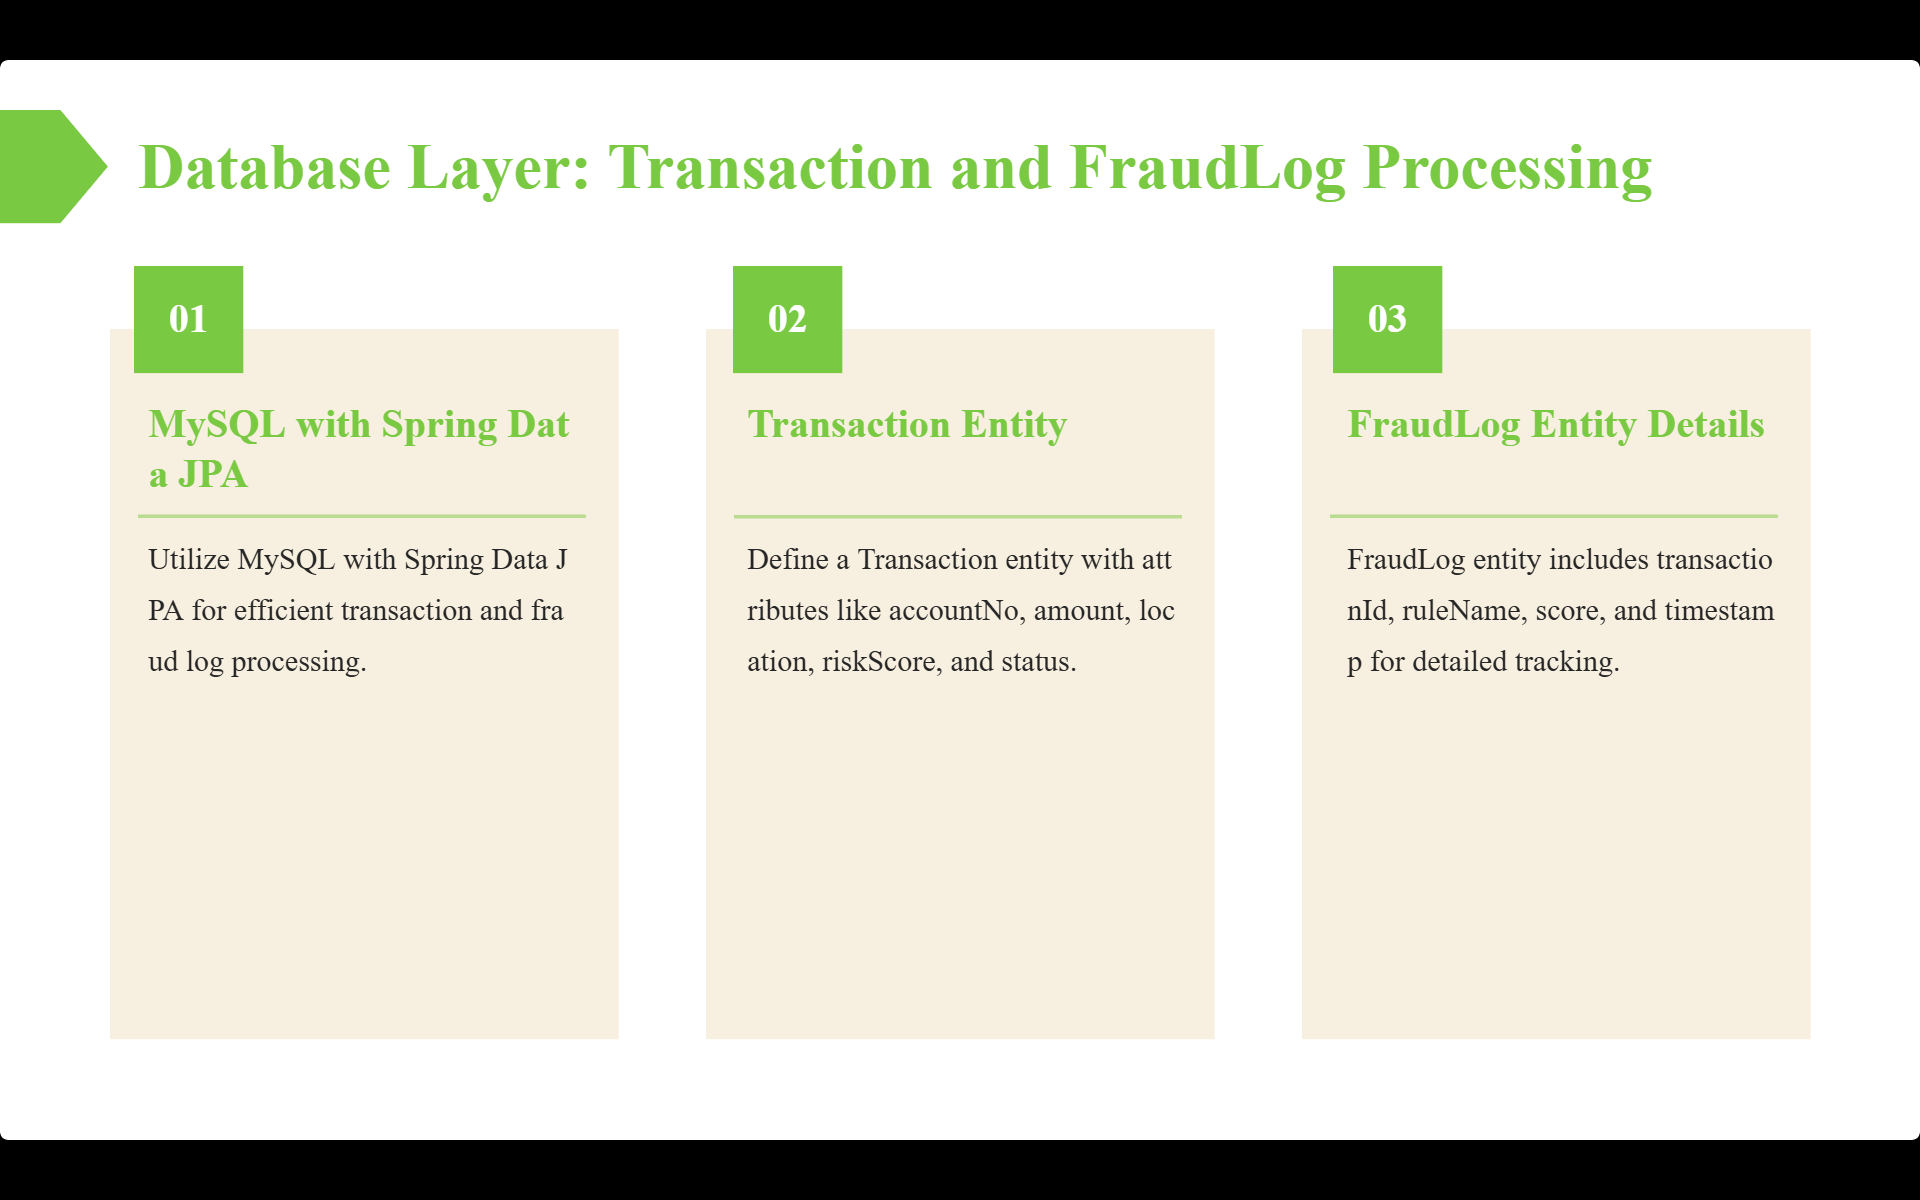 Database Layer: Transaction and FraudLog Processing
01
MySQL with Spring Dat
a JPA
Utilize MySQL with Spring Data J
PA for efficient transaction and fra
ud log processing.
02
Transaction Entity
Define a Transaction entity with att
ributes like accountNo, amount, loc
ation, riskScore, and status.
03
FraudLog Entity Details
FraudLog entity includes transactio
nId, ruleName, score, and timestam
p for detailed tracking.